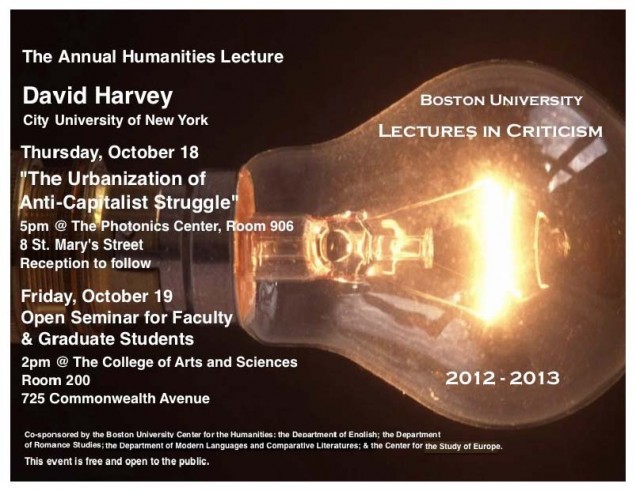 The Annual Humanities Lecture
David Harvey
City University of New York
Thursday, October 18
"The Urbanization of
Anti-Capitalist Struggle"
5pm @ The Photonics Center, Room 906
8 St. Mary's Street
Reception to follow
Friday, October 19
Open Seminar for Faculty
& Graduate Students
2pm @ The College of Arts and Sciences
Room 200
725 Commonwealth Avenue
Boston University
Lectures in Criticism
2012 - 2013
Co-sponsored by the Boston University Center for the Humanities; the Department of English; the Department
of Romance Studies; the Department of Modern Languages and Comparative Literatures; & the Center for the Study of Europe.
This event is free and open to the public.